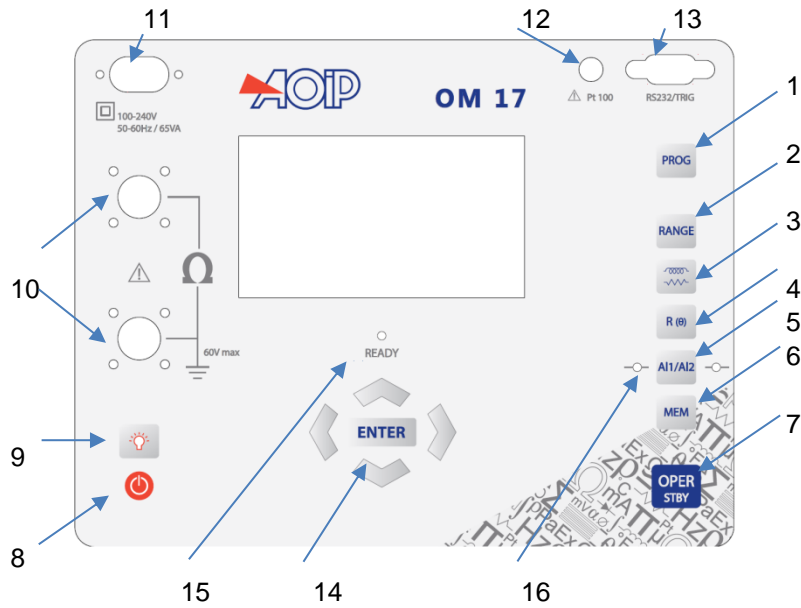 11
12
13
AOIP
OM 17
100-240V
50-60Hz / 65VA
Pt 100
RS232/TRIG
1
PROG
2
RANGE
3
10
Ω
R (θ)
4
5
60V max
READY
AI1/AI2
6
MEM
ENTER
7
9
OPER
STBY
8
15
14
16